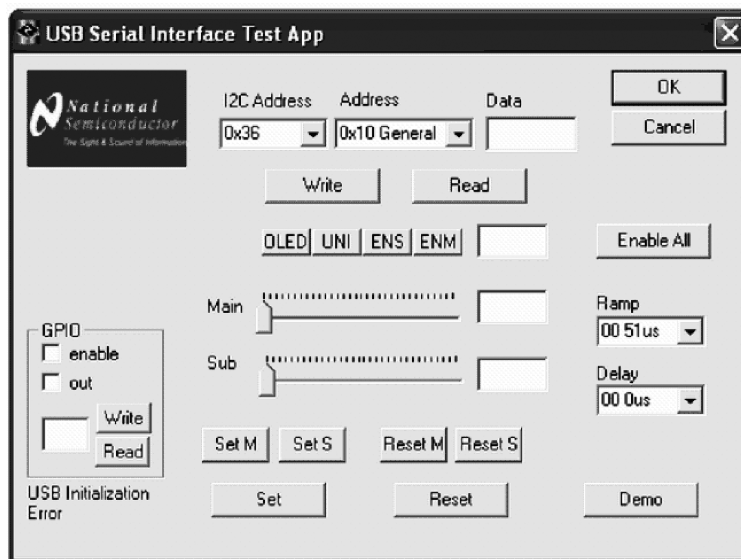 USB Serial Interface Test App
National
Semiconductor
The Sight & Sound of Information
I2C Address
Address
Data
OK
0x36
0x10 General
Cancel
Write
Read
OLED
UNI
ENS
ENM
Enable All
Main
Ramp
00 51us
GPIO
enable
out
Sub
Delay
00 0us
Write
Read
Set M
Set S
Reset M
Reset S
USB Initialization
Error
Set
Reset
Demo